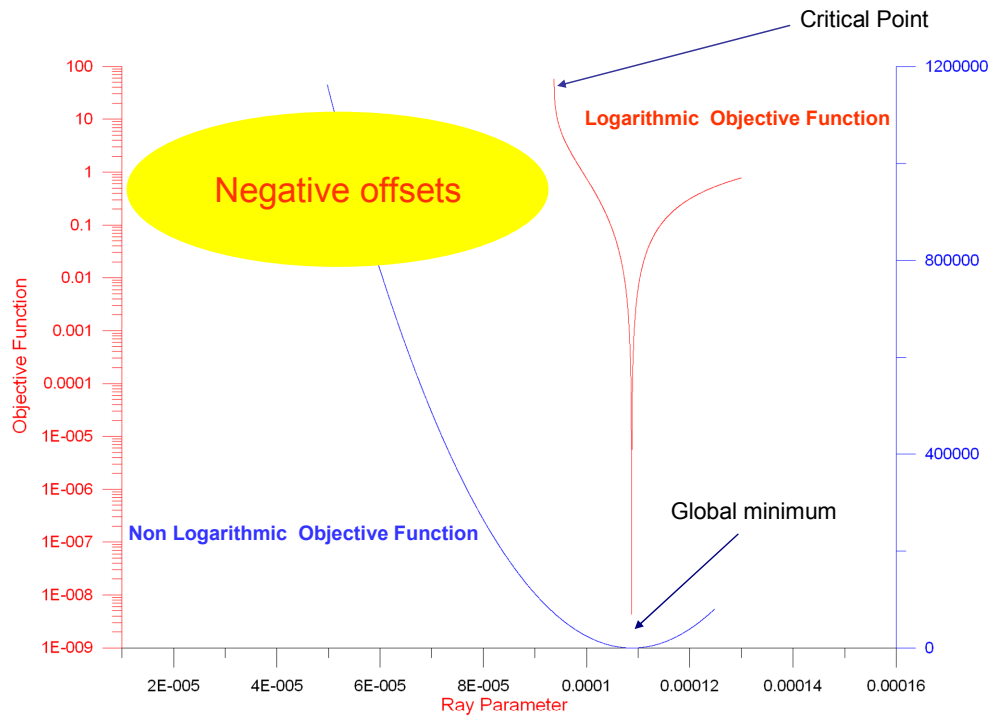 Critical Point
100
1200000
10
Logarithmic  Objective Function
1
Negative offsets
0.1
800000
0.01
0.001
Objective Function
0.0001
1E-005
400000
1E-006
Global minimum
Non Logarithmic  Objective Function
1E-007
1E-008
1E-009
0
2E-005
4E-005
6E-005
8E-005
0.0001
0.00012
0.00014
0.00016
Ray Parameter